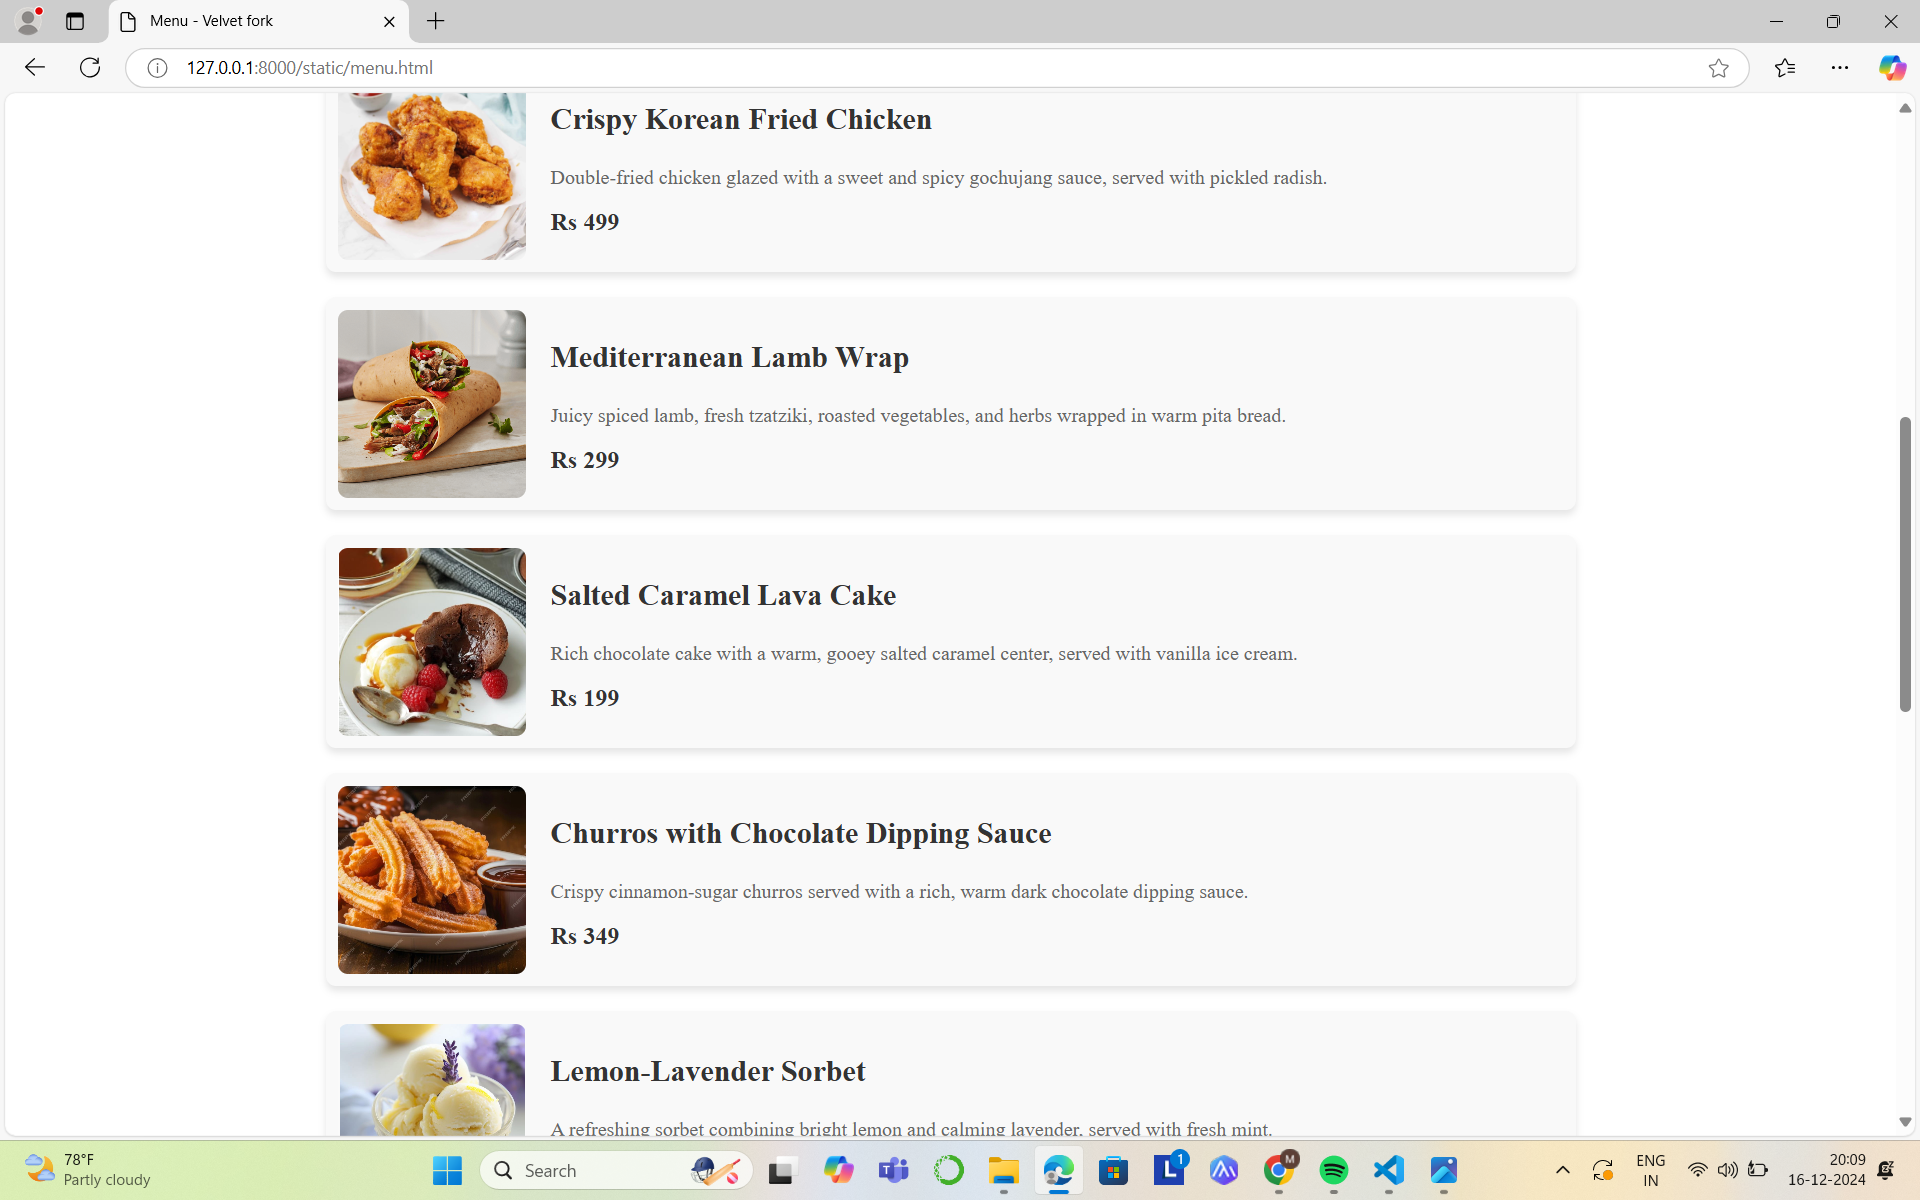 Menu - Velvet fork
127.0.0.1:8000/static/menu.html
Crispy Korean Fried Chicken
Double-fried chicken glazed with a sweet and spicy gochujang sauce, served with pickled radish.
Rs 499
Mediterranean Lamb Wrap
Juicy spiced lamb, fresh tzatziki, roasted vegetables, and herbs wrapped in warm pita bread.
Rs 299
Salted Caramel Lava Cake
Rich chocolate cake with a warm, gooey salted caramel center, served with vanilla ice cream.
Rs 199
Churros with Chocolate Dipping Sauce
Crispy cinnamon-sugar churros served with a rich, warm dark chocolate dipping sauce.
Rs 349
Lemon-Lavender Sorbet
A refreshing sorbet combining bright lemon and calming lavender, served with fresh mint.
78°F
Partly cloudy
Search
1
M
ENG
IN
20:09
16-12-2024